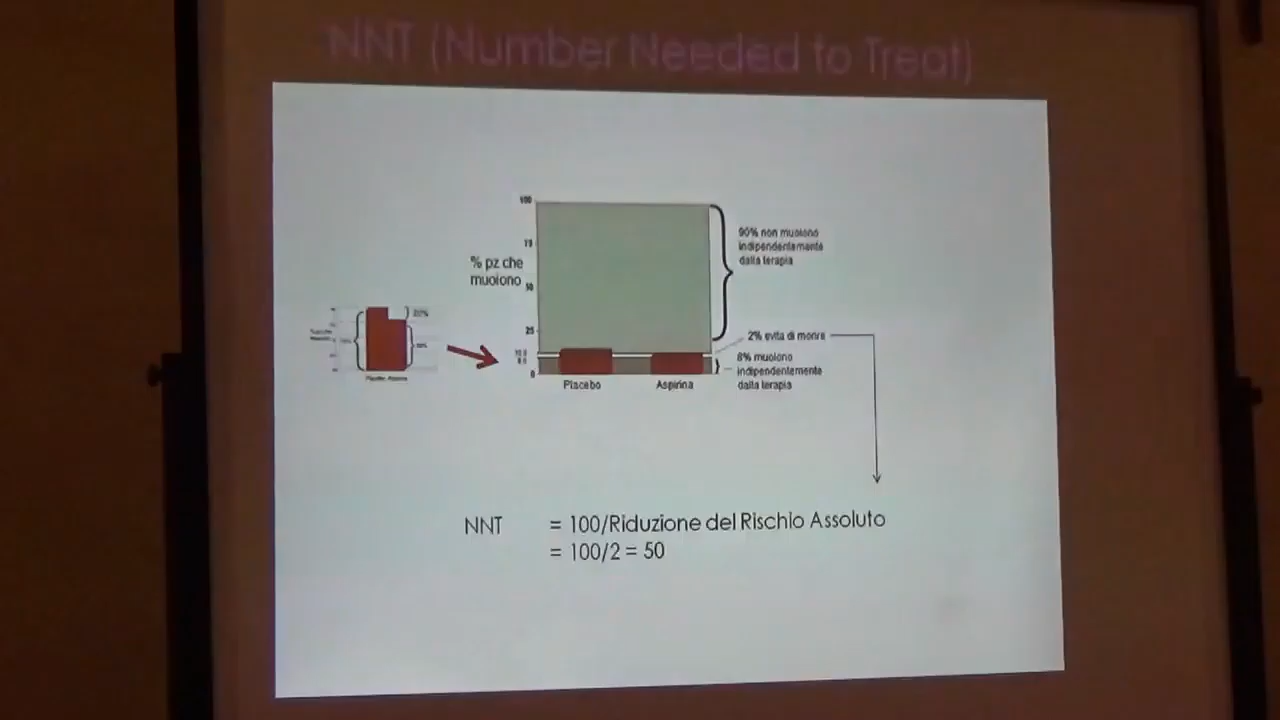 NNT (Number Needed to Treat)
100
% pz che
muoiono
50
25
0
Placebo
Aspirina
90% non muoiono
indipendentemente
dalla terapia
2% evita di morire
8% muoiono
indipendentemente
dalla terapia
NNT = 100/Riduzione del Rischio Assoluto
= 100/2 = 50